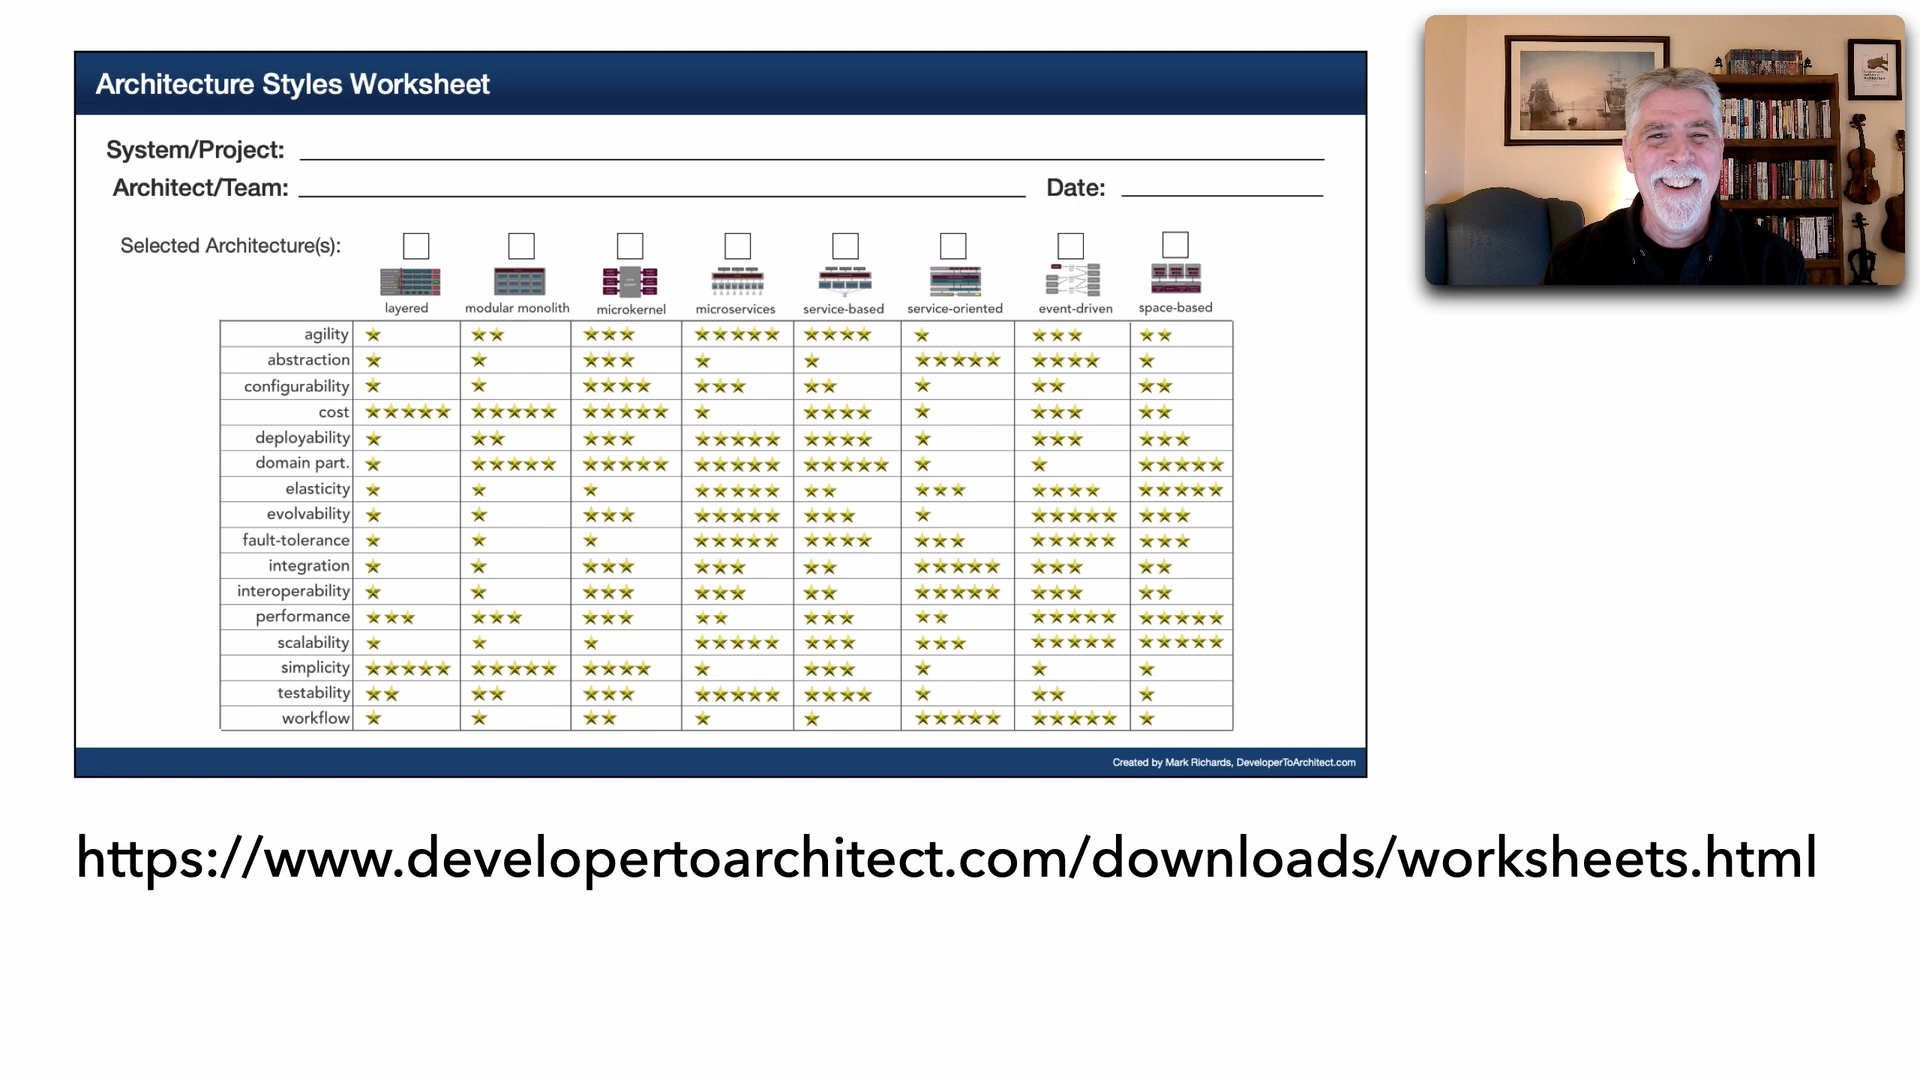 Architecture Styles Worksheet
System/Project:
Architect/Team: Date:
Selected Architecture(s):
layered modular monolith microkernel microservices service-based service-oriented event-driven space-based
agility ★ ★★ ★★★ ★★★★★ ★★★★ ★ ★★★ ★★
abstraction ★ ★ ★★★ ★ ★ ★★★★★ ★★★★ ★
configurability ★ ★ ★★★★ ★★★ ★★ ★ ★★ ★★
cost ★★★★★ ★★★★★ ★★★★★ ★ ★★★★ ★ ★★★ ★★
deployability ★ ★★ ★★★ ★★★★★ ★★★★ ★ ★★★ ★★★
domain part. ★ ★★★★★ ★★★★★ ★★★★★ ★★★★★ ★ ★ ★★★★★
elasticity ★ ★ ★ ★★★★★ ★★ ★★★ ★★★★ ★★★★★
evolvability ★ ★ ★★★ ★★★★★ ★★★ ★ ★★★★★ ★★★
fault-tolerance ★ ★ ★ ★★★★★ ★★★★ ★★★ ★★★★★ ★★★
integration ★ ★ ★★★ ★★★ ★★ ★★★★★ ★★★ ★★
interoperability ★ ★ ★★★ ★★★ ★★ ★★★★★ ★★★ ★★
performance ★★★ ★★★ ★★★ ★★ ★★★ ★★ ★★★★★ ★★★★★
scalability ★ ★ ★ ★★★★★ ★★★ ★★★ ★★★★★ ★★★★★
simplicity ★★★★★ ★★★★★ ★★★★ ★ ★★★ ★ ★ ★
testability ★★ ★★ ★★★ ★★★★★ ★★★★ ★ ★★ ★
workflow ★ ★ ★★ ★ ★ ★★★★★ ★★★★★ ★
Created by Mark Richards, DeveloperToArchitect.com
https://www.developertoarchitect.com/downloads/worksheets.html